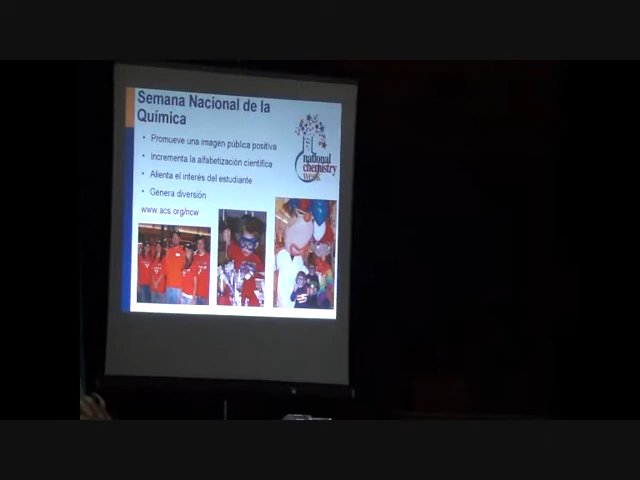 Semana Nacional de la
Química
• Promueve una imagen pública positiva
• Incrementa la alfabetización científica
• Alienta el interés del estudiante
• Genera diversión
www.acs.org/ncw
national
chemistry
week